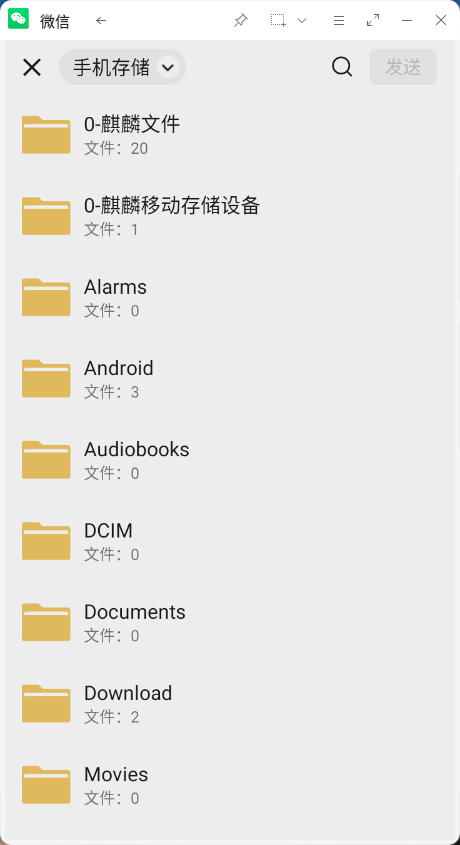 微信
手机存储
发送
0-麒麟文件
文件：20
0-麒麟移动存储设备
文件：1
Alarms
文件：0
Android
文件：3
Audiobooks
文件：0
DCIM
文件：0
Documents
文件：0
Download
文件：2
Movies
文件：0